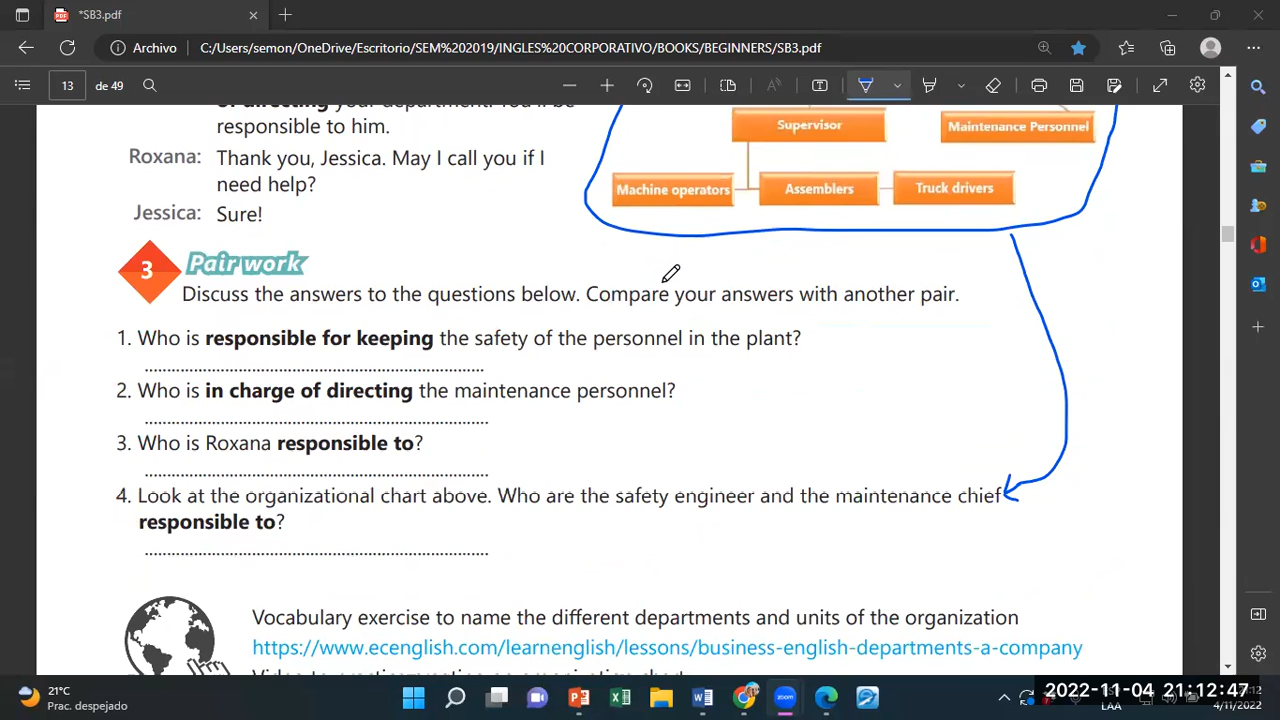 *SB3.pdf
Archivo
C:/Users/semon/OneDrive/Escritorio/SEM%202019/INGLES%20CORPORATIVO/BOOKS/BEGINNERS/SB3.pdf
13 de 49
of directing your department. You'll be
responsible to him.
Roxana: Thank you, Jessica. May I call you if I
need help?
Jessica: Sure!
Supervisor
Maintenance Personnel
Machine operators
Assemblers
Truck drivers
3 Pair work
Discuss the answers to the questions below. Compare your answers with another pair.
1. Who is responsible for keeping the safety of the personnel in the plant?
2. Who is in charge of directing the maintenance personnel?
3. Who is Roxana responsible to?
4. Look at the organizational chart above. Who are the safety engineer and the maintenance chief
responsible to?
Vocabulary exercise to name the different departments and units of the organization
https://www.ecenglish.com/learnenglish/lessons/business-english-departments-a-company
21°C
Prac. despejado
LAA
2022-11-04 21:12:47
4/11/2022